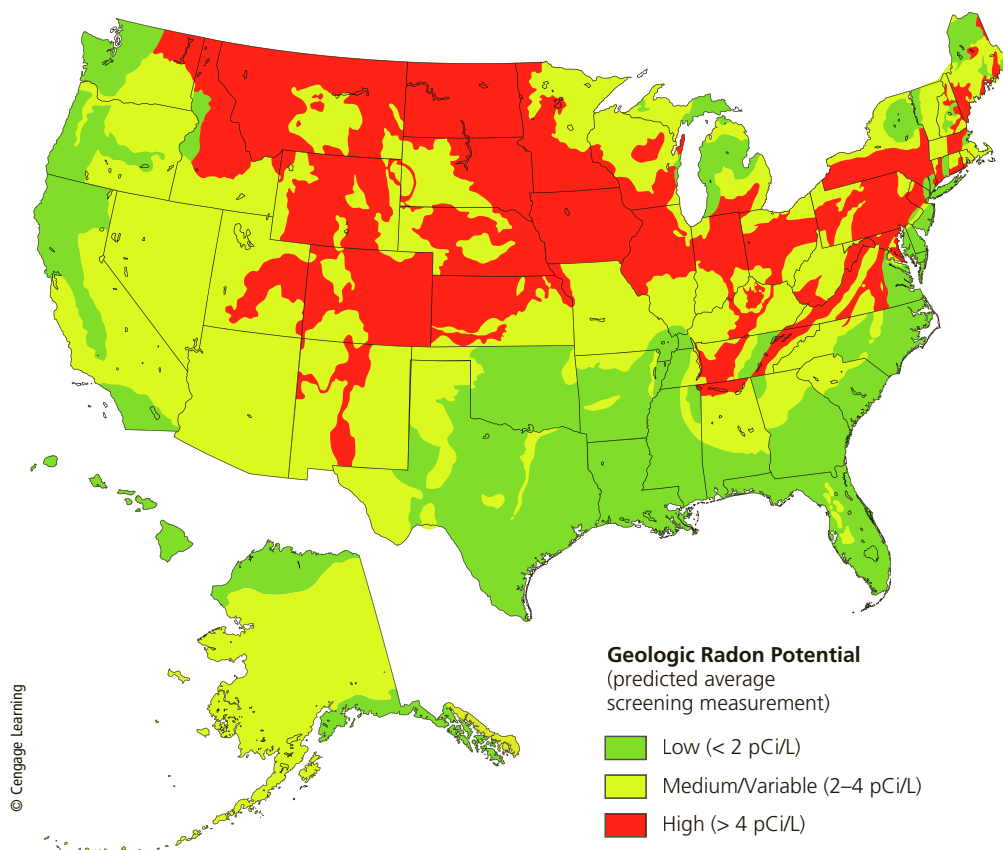 Geologic Radon Potential
(predicted average
screening measurement)
Low (< 2 pCi/L)
Medium/Variable (2–4 pCi/L)
High (> 4 pCi/L)
© Cengage Learning